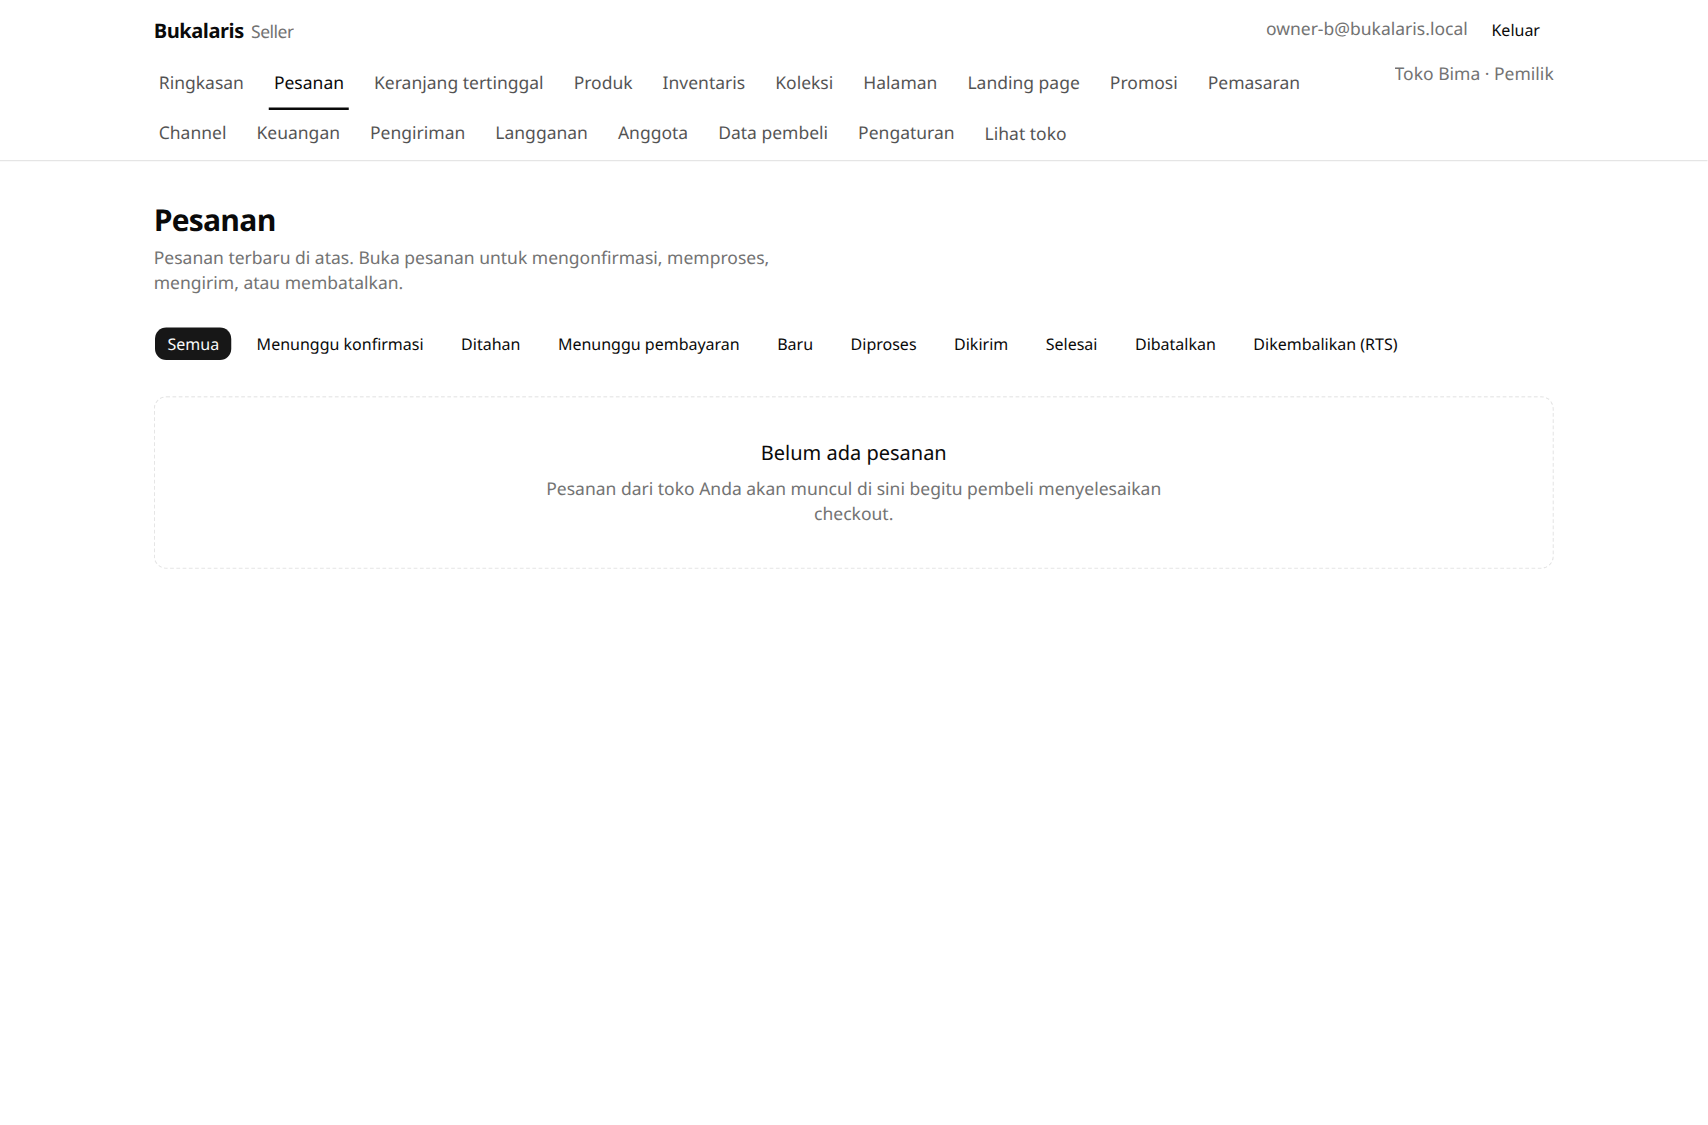 Bukalaris Seller
owner-b@bukalaris.local Keluar
Ringkasan Pesanan Keranjang tertinggal Produk Inventaris Koleksi Halaman Landing page Promosi Pemasaran
Toko Bima · Pemilik
Channel Keuangan Pengiriman Langganan Anggota Data pembeli Pengaturan Lihat toko
Pesanan
Pesanan terbaru di atas. Buka pesanan untuk mengonfirmasi, memproses,
mengirim, atau membatalkan.
Semua Menunggu konfirmasi Ditahan Menunggu pembayaran Baru Diproses Dikirim Selesai Dibatalkan Dikembalikan (RTS)
Belum ada pesanan
Pesanan dari toko Anda akan muncul di sini begitu pembeli menyelesaikan
checkout.